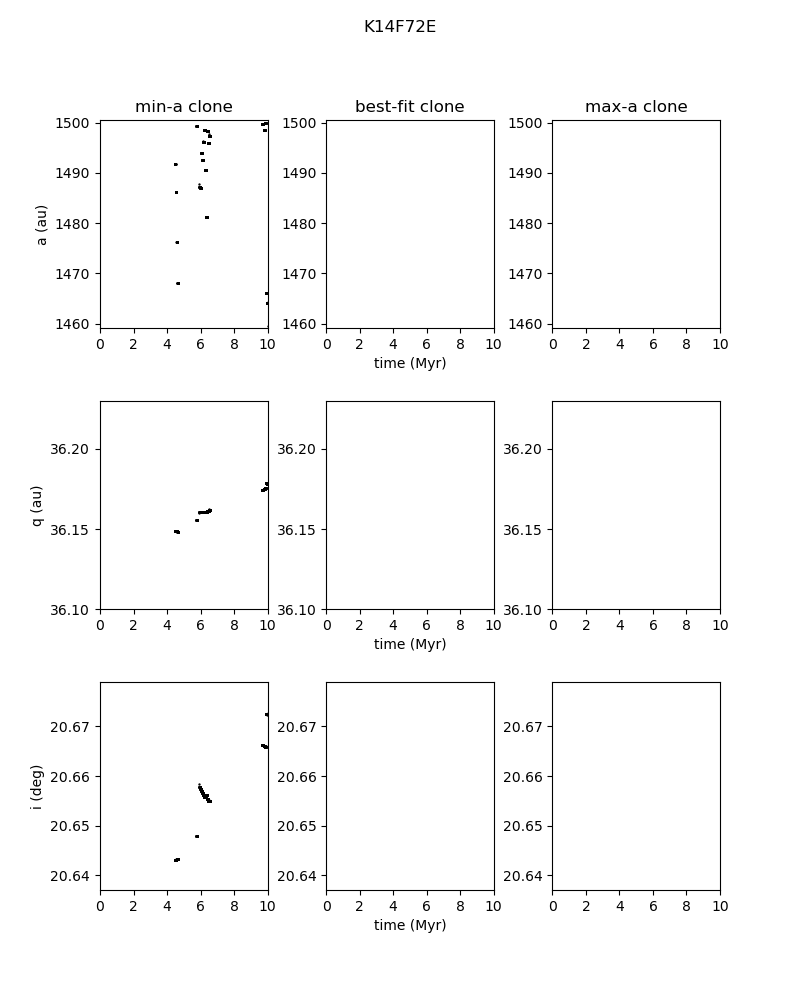 K14F72E
min-a clone best-fit clone max-a clone
1500 1500 1500
1490 1490 1490
1480 1480 1480
1470 1470 1470
1460 1460 1460
a (au)
0 2 4 6 8 10 0 2 4 6 8 10 0 2 4 6 8 10
time (Myr)
36.20 36.20 36.20
36.15 36.15 36.15
36.10 36.10 36.10
q (au)
0 2 4 6 8 10 0 2 4 6 8 10 0 2 4 6 8 10
time (Myr)
20.67 20.67 20.67
20.66 20.66 20.66
20.65 20.65 20.65
20.64 20.64 20.64
i (deg)
0 2 4 6 8 10 0 2 4 6 8 10 0 2 4 6 8 10
time (Myr)